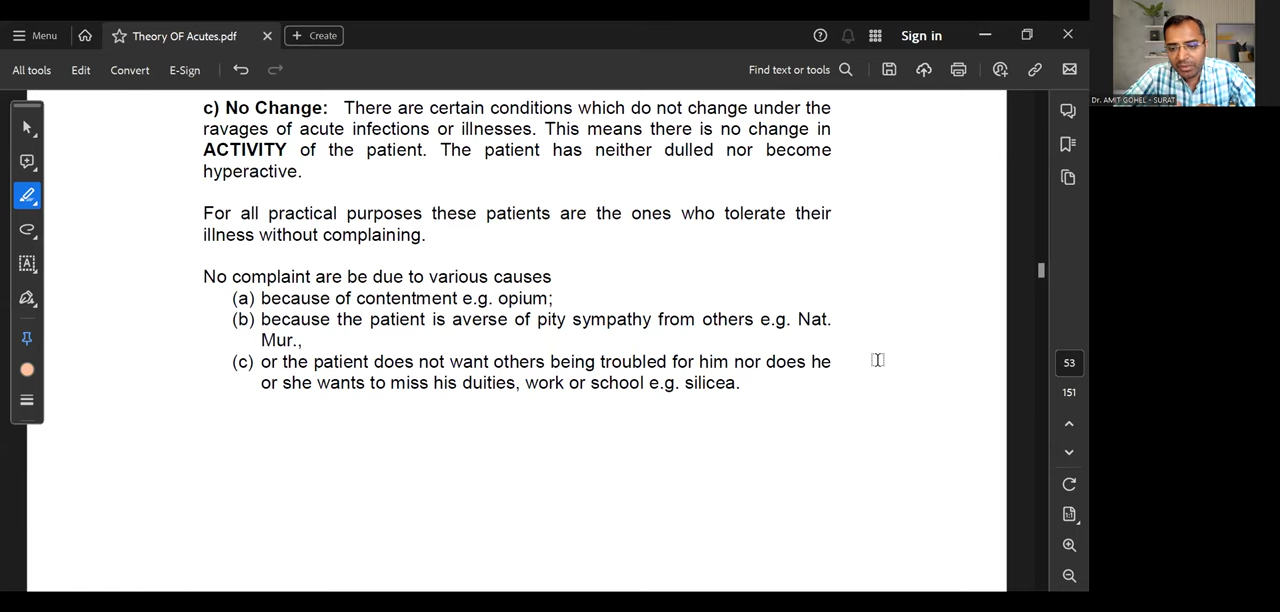 Menu
Theory OF Acutes.pdf
Create
Sign in
All tools
Edit
Convert
E-Sign
Find text or tools
c) No Change: There are certain conditions which do not change under the
ravages of acute infections or illnesses. This means there is no change in
ACTIVITY of the patient. The patient has neither dulled nor become
hyperactive.
For all practical purposes these patients are the ones who tolerate their
illness without complaining.
No complaint are be due to various causes
(a) because of contentment e.g. opium;
(b) because the patient is averse of pity sympathy from others e.g. Nat.
Mur.,
(c) or the patient does not want others being troubled for him nor does he
or she wants to miss his duities, work or school e.g. silicea.
53
151
Dr. AMIT GOHEL - SURAT